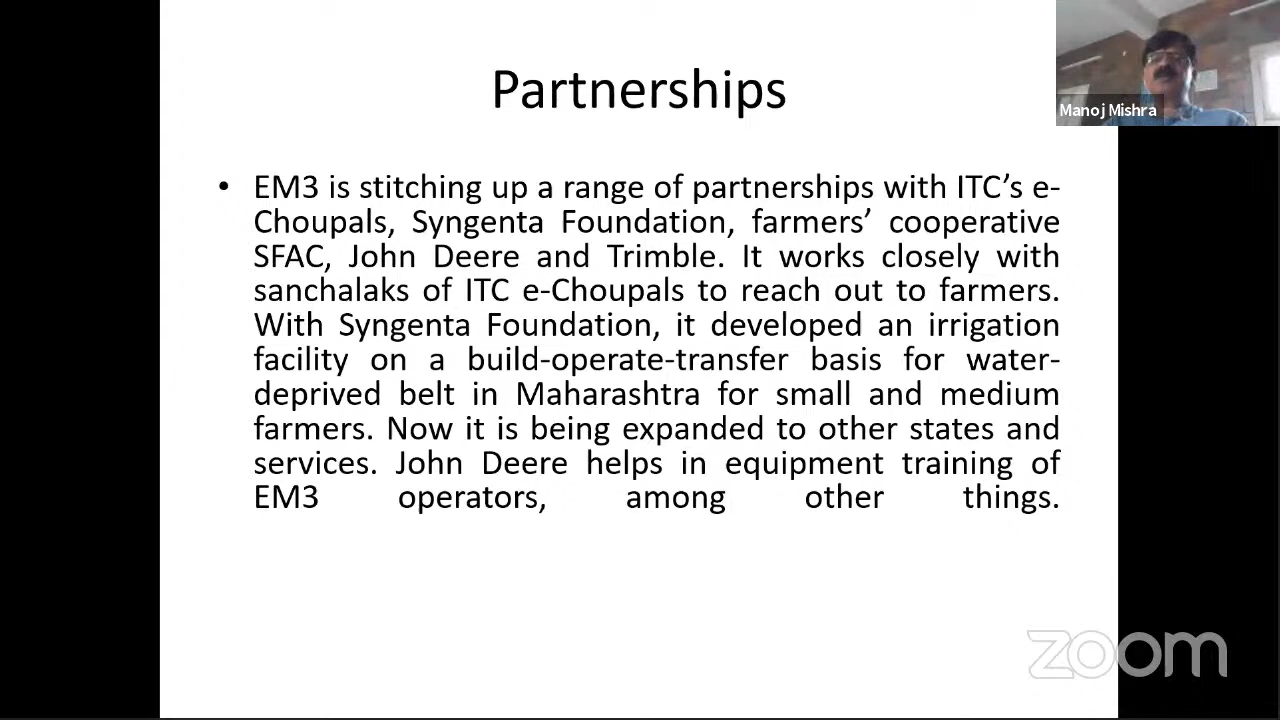 Partnerships
Manoj Mishra
• EM3 is stitching up a range of partnerships with ITC’s e-
Choupals, Syngenta Foundation, farmers’ cooperative
SFAC, John Deere and Trimble. It works closely with
sanchalaks of ITC e-Choupals to reach out to farmers.
With Syngenta Foundation, it developed an irrigation
facility on a build-operate-transfer basis for water-
deprived belt in Maharashtra for small and medium
farmers. Now it is being expanded to other states and
services. John Deere helps in equipment training of
EM3 operators, among other things.
zoom